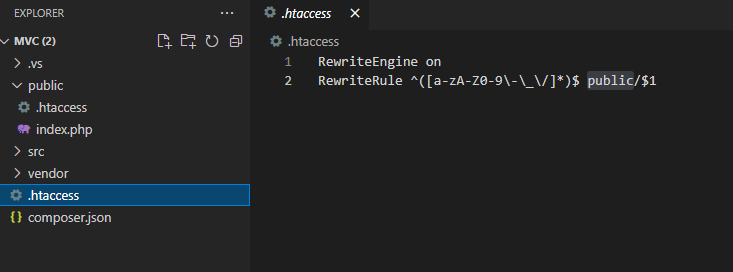 EXPLORER
···
.htaccess
MVC (2)
.htaccess
.vs
public
.htaccess
index.php
src
vendor
.htaccess
composer.json
1 RewriteEngine on
2 RewriteRule ^([a-zA-Z0-9\-\_\/]*)$ public/$1